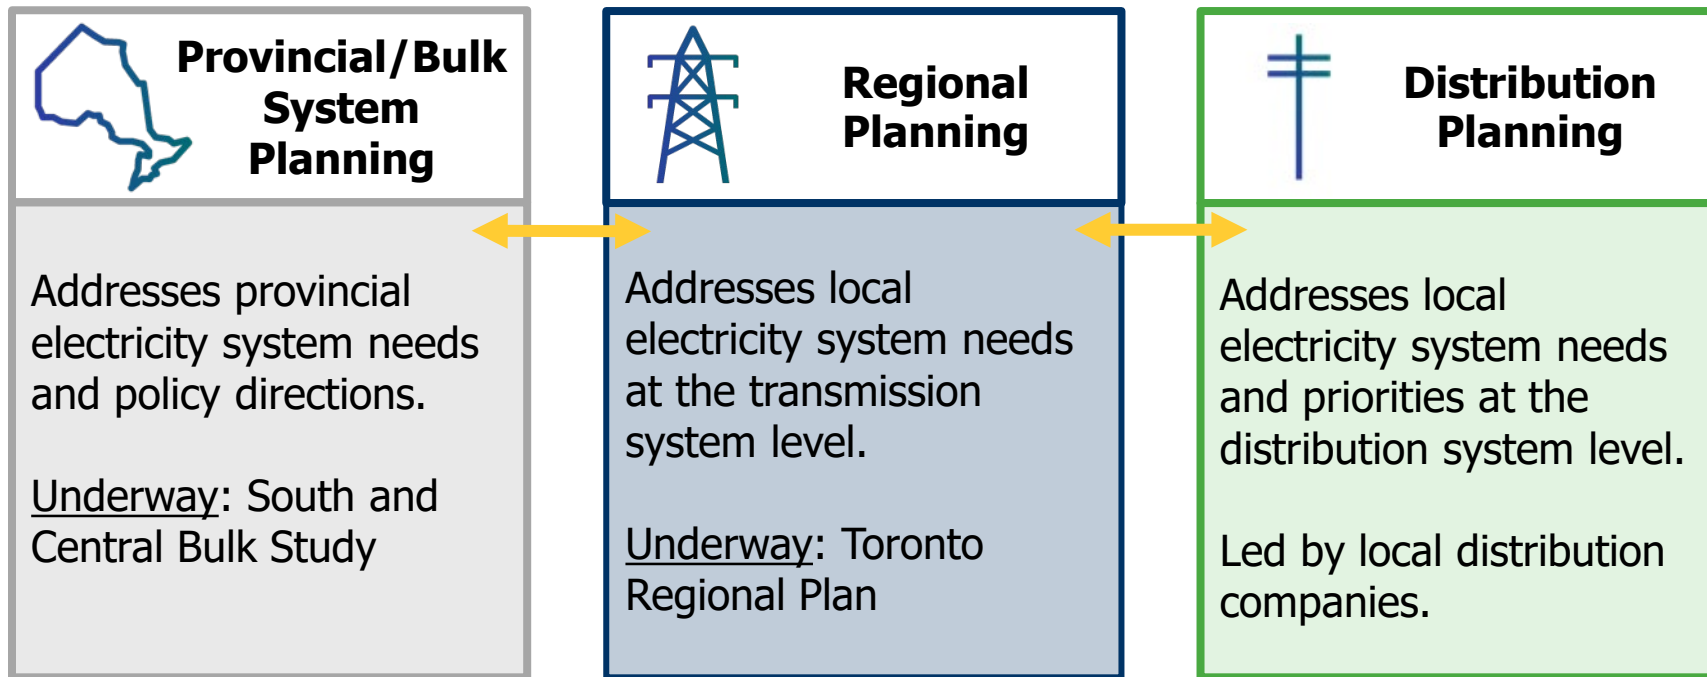 Provincial/Bulk
System
Planning
Addresses provincial
electricity system needs
and policy directions.
Underway: South and
Central Bulk Study
Regional
Planning
Addresses local
electricity system needs
at the transmission
system level.
Underway: Toronto
Regional Plan
Distribution
Planning
Addresses local
electricity system needs
and priorities at the
distribution system level.
Led by local distribution
companies.